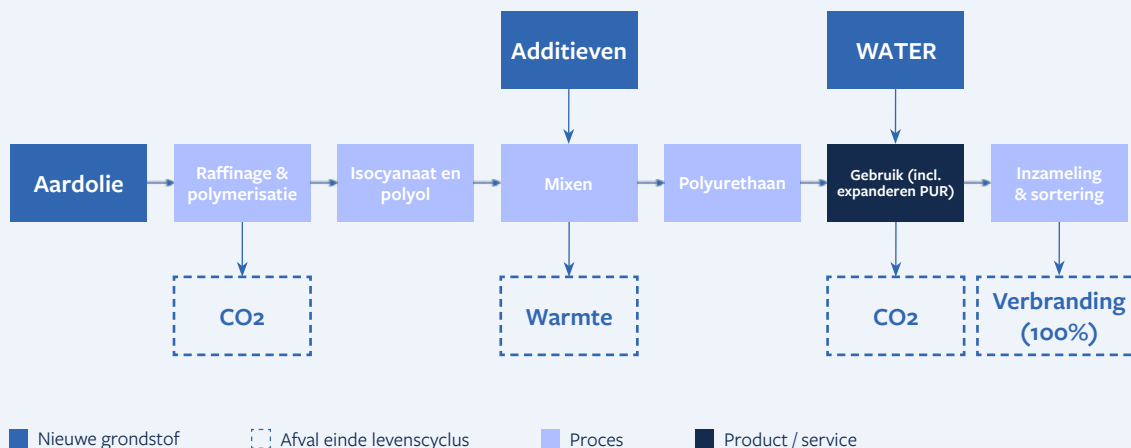 Additieven
WATER
Aardolie
Raffinage &
polymerisatie
Isocyanaat en
polyol
Mixen
Polyurethaan
Gebruik (incl.
expanderen PUR)
Inzameling
& sortering
CO2
Warmte
CO2
Verbranding
(100%)
Nieuwe grondstof
Afval einde levenscyclus
Proces
Product / service